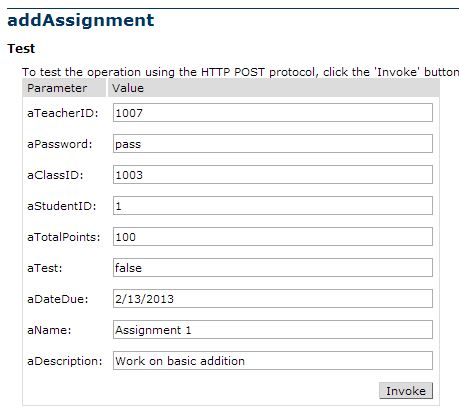 addAssignment
Test
To test the operation using the HTTP POST protocol, click the 'Invoke' button
Parameter Value
aTeacherID: 1007
aPassword: pass
aClassID: 1003
aStudentID: 1
aTotalPoints: 100
aTest: false
aDateDue: 2/13/2013
aName: Assignment 1
aDescription: Work on basic addition
Invoke